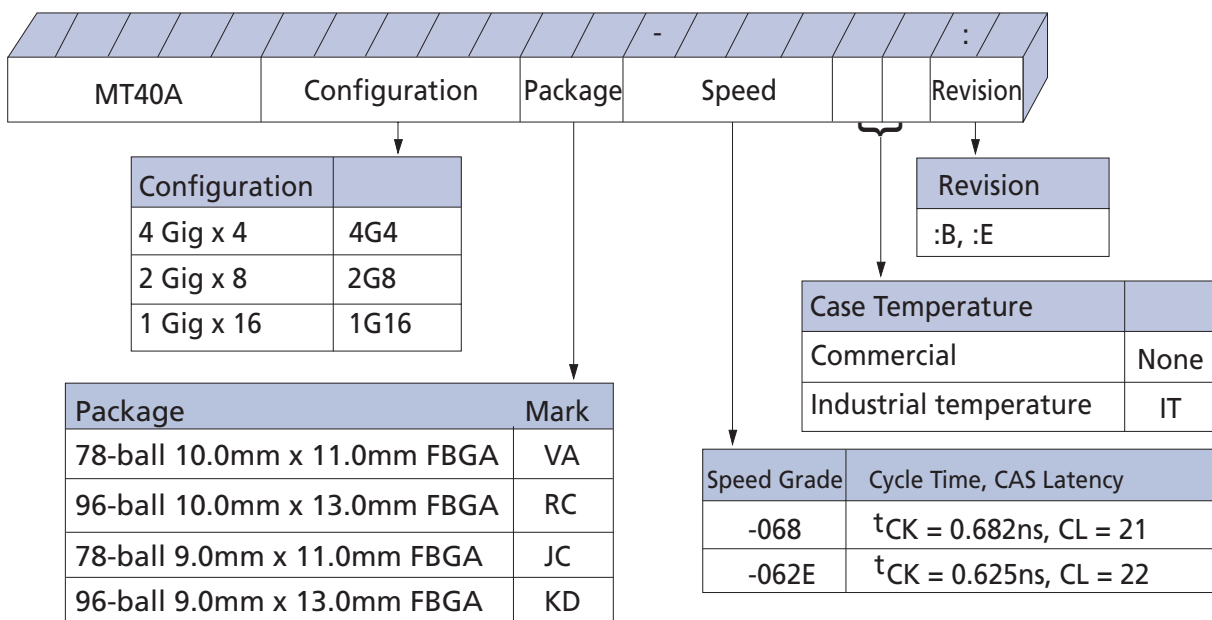 - :
MT40A Configuration Package Speed Revision
Configuration
4 Gig x 4 4G4
2 Gig x 8 2G8
1 Gig x 16 1G16
Revision
:B, :E
Case Temperature
Commercial None
Industrial temperature IT
Package Mark
78-ball 10.0mm x 11.0mm FBGA VA
96-ball 10.0mm x 13.0mm FBGA RC
78-ball 9.0mm x 11.0mm FBGA JC
96-ball 9.0mm x 13.0mm FBGA KD
Speed Grade Cycle Time, CAS Latency
-068 tCK = 0.682ns, CL = 21
-062E tCK = 0.625ns, CL = 22